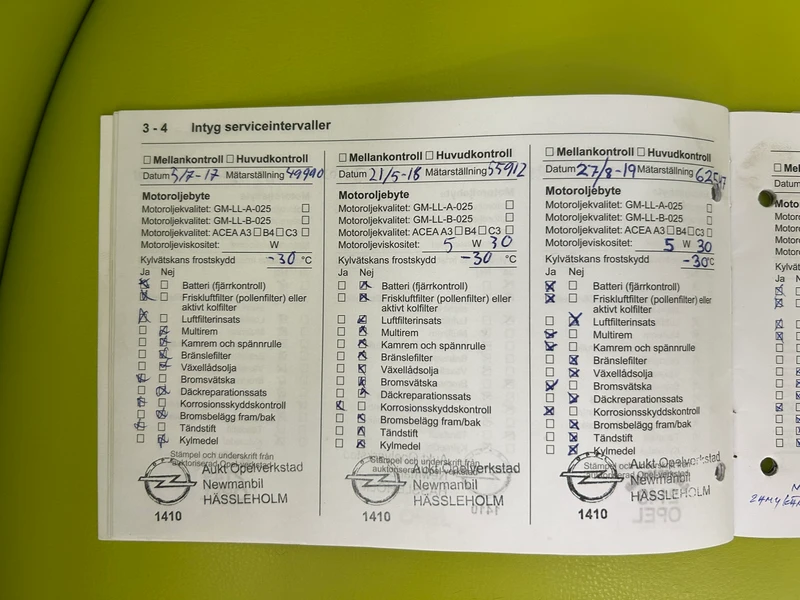 3 - 4 Intyg serviceintervaller
☐ Mellankontroll ☐ Huvudkontroll
Datum 5/7-17 Mätarställning 49990
Motoroljebyte
Motoroljekvalitet: GM-LL-A-025 ☐
Motoroljekvalitet: GM-LL-B-025 ☐
Motoroljekvalitet: ACEA A3 ☐ B4 ☐ C3 ☐
Motoroljeviskositet: W
Kylvätskans frostskydd -30 °C
Ja Nej
Batteri (fjärrkontroll)
Friskluftfilter (pollenfilter) eller
aktivt kolfilter
Luftfilterinsats
Multirem
Kamrem och spännrulle
Bränslefilter
Växellådsolja
Bromsvätska
Däckreparationssats
Korrosionsskyddskontroll
Bromsbelägg fram/bak
Tändstift
Kylmedel
Stämpel och underskrift från
auktoriserad Opel-verkstad
Aukt Opelverkstad
Newmanbil
HÄSSLEHOLM
1410
☐ Mellankontroll ☐ Huvudkontroll
Datum 21/5-18 Mätarställning 55912
Motoroljebyte
Motoroljekvalitet: GM-LL-A-025 ☐
Motoroljekvalitet: GM-LL-B-025 ☐
Motoroljekvalitet: ACEA A3 ☐ B4 ☐ C3 ☐
Motoroljeviskositet: 5 W 30
Kylvätskans frostskydd -30 °C
Ja Nej
Batteri (fjärrkontroll)
Friskluftfilter (pollenfilter) eller
aktivt kolfilter
Luftfilterinsats
Multirem
Kamrem och spännrulle
Bränslefilter
Växellådsolja
Bromsvätska
Däckreparationssats
Korrosionsskyddskontroll
Bromsbelägg fram/bak
Tändstift
Kylmedel
Stämpel och underskrift från
auktoriserad Opel-verkstad
Aukt Opelverkstad
Newmanbil
HÄSSLEHOLM
1410
☐ Mellankontroll ☐ Huvudkontroll
Datum 27/8-19 Mätarställning 62547
Motoroljebyte
Motoroljekvalitet: GM-LL-A-025 ☐
Motoroljekvalitet: GM-LL-B-025 ☐
Motoroljekvalitet: ACEA A3 ☐ B4 ☐ C3 ☐
Motoroljeviskositet: 5 W 30
Kylvätskans frostskydd -30 °C
Ja Nej
Batteri (fjärrkontroll)
Friskluftfilter (pollenfilter) eller
aktivt kolfilter
Luftfilterinsats
Multirem
Kamrem och spännrulle
Bränslefilter
Växellådsolja
Bromsvätska
Däckreparationssats
Korrosionsskyddskontroll
Bromsbelägg fram/bak
Tändstift
Kylmedel
Stämpel och underskrift från
auktoriserad Opel-verkstad
Aukt Opelverkstad
Newmanbil
HÄSSLEHOLM
1410